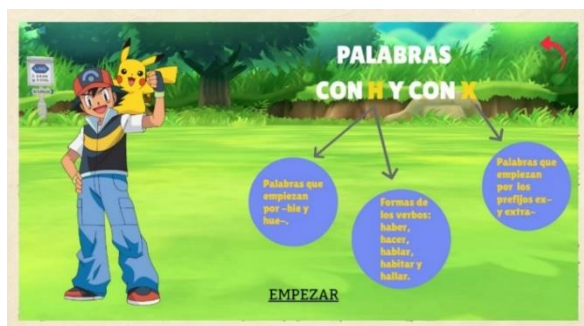 PALABRAS
CON H Y CON X
Palabras que
empiezan
por -hie y
hue-.
Formas de
los verbos:
haber,
hacer,
hablar,
habitar y
hallar.
Palabras que
empiezan
por los
prefijos ex-
y extra-
EMPEZAR